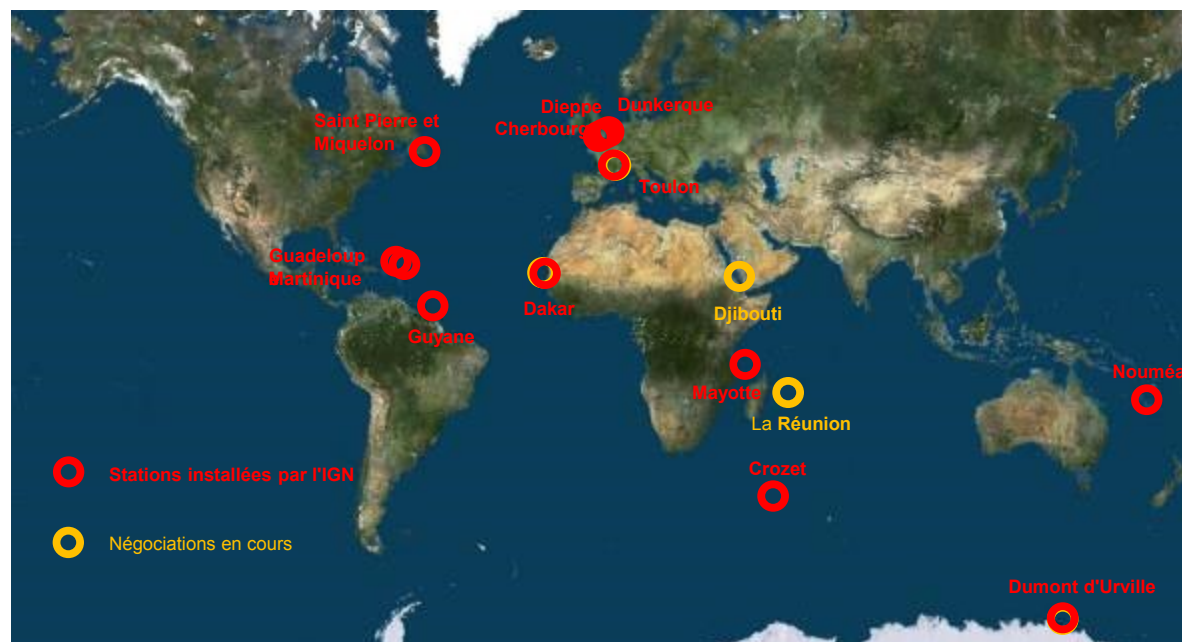 Dieppe
Dunkerque
Saint Pierre et
Miquelon
Cherbourg
Toulon
Guadeloup
Martinique
Dakar
Djibouti
Guyane
Mayotte
Nouméa
La Réunion
Crozet
Stations installées par l'IGN
Négociations en cours
Dumont d'Urville